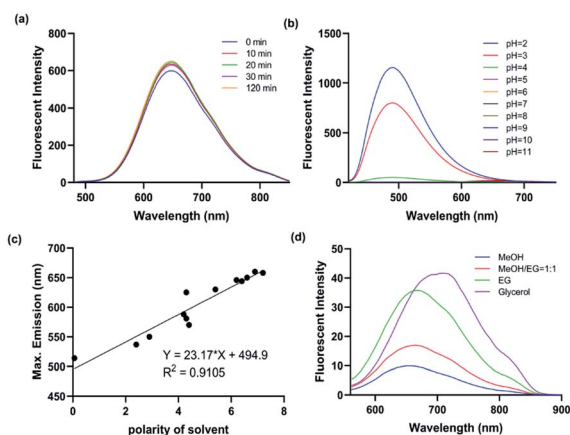 (a)
Fluorescent Intensity
800
600
400
200
0
500
600
700
800
Wavelength (nm)
0 min
10 min
20 min
30 min
120 min
(b)
Fluorescent Intensity
1500
1000
500
0
500
600
700
Wavelength (nm)
pH=2
pH=3
pH=4
pH=5
pH=6
pH=7
pH=8
pH=9
pH=10
pH=11
(c)
Max. Emission (nm)
700
650
600
550
500
450
0
2
4
6
8
polarity of solvent
Y = 23.17*X + 494.9
R² = 0.9105
(d)
Fluorescent Intensity
50
40
30
20
10
0
600
700
800
900
Wavelength (nm)
MeOH
MeOH/EG=1:1
EG
Glycerol